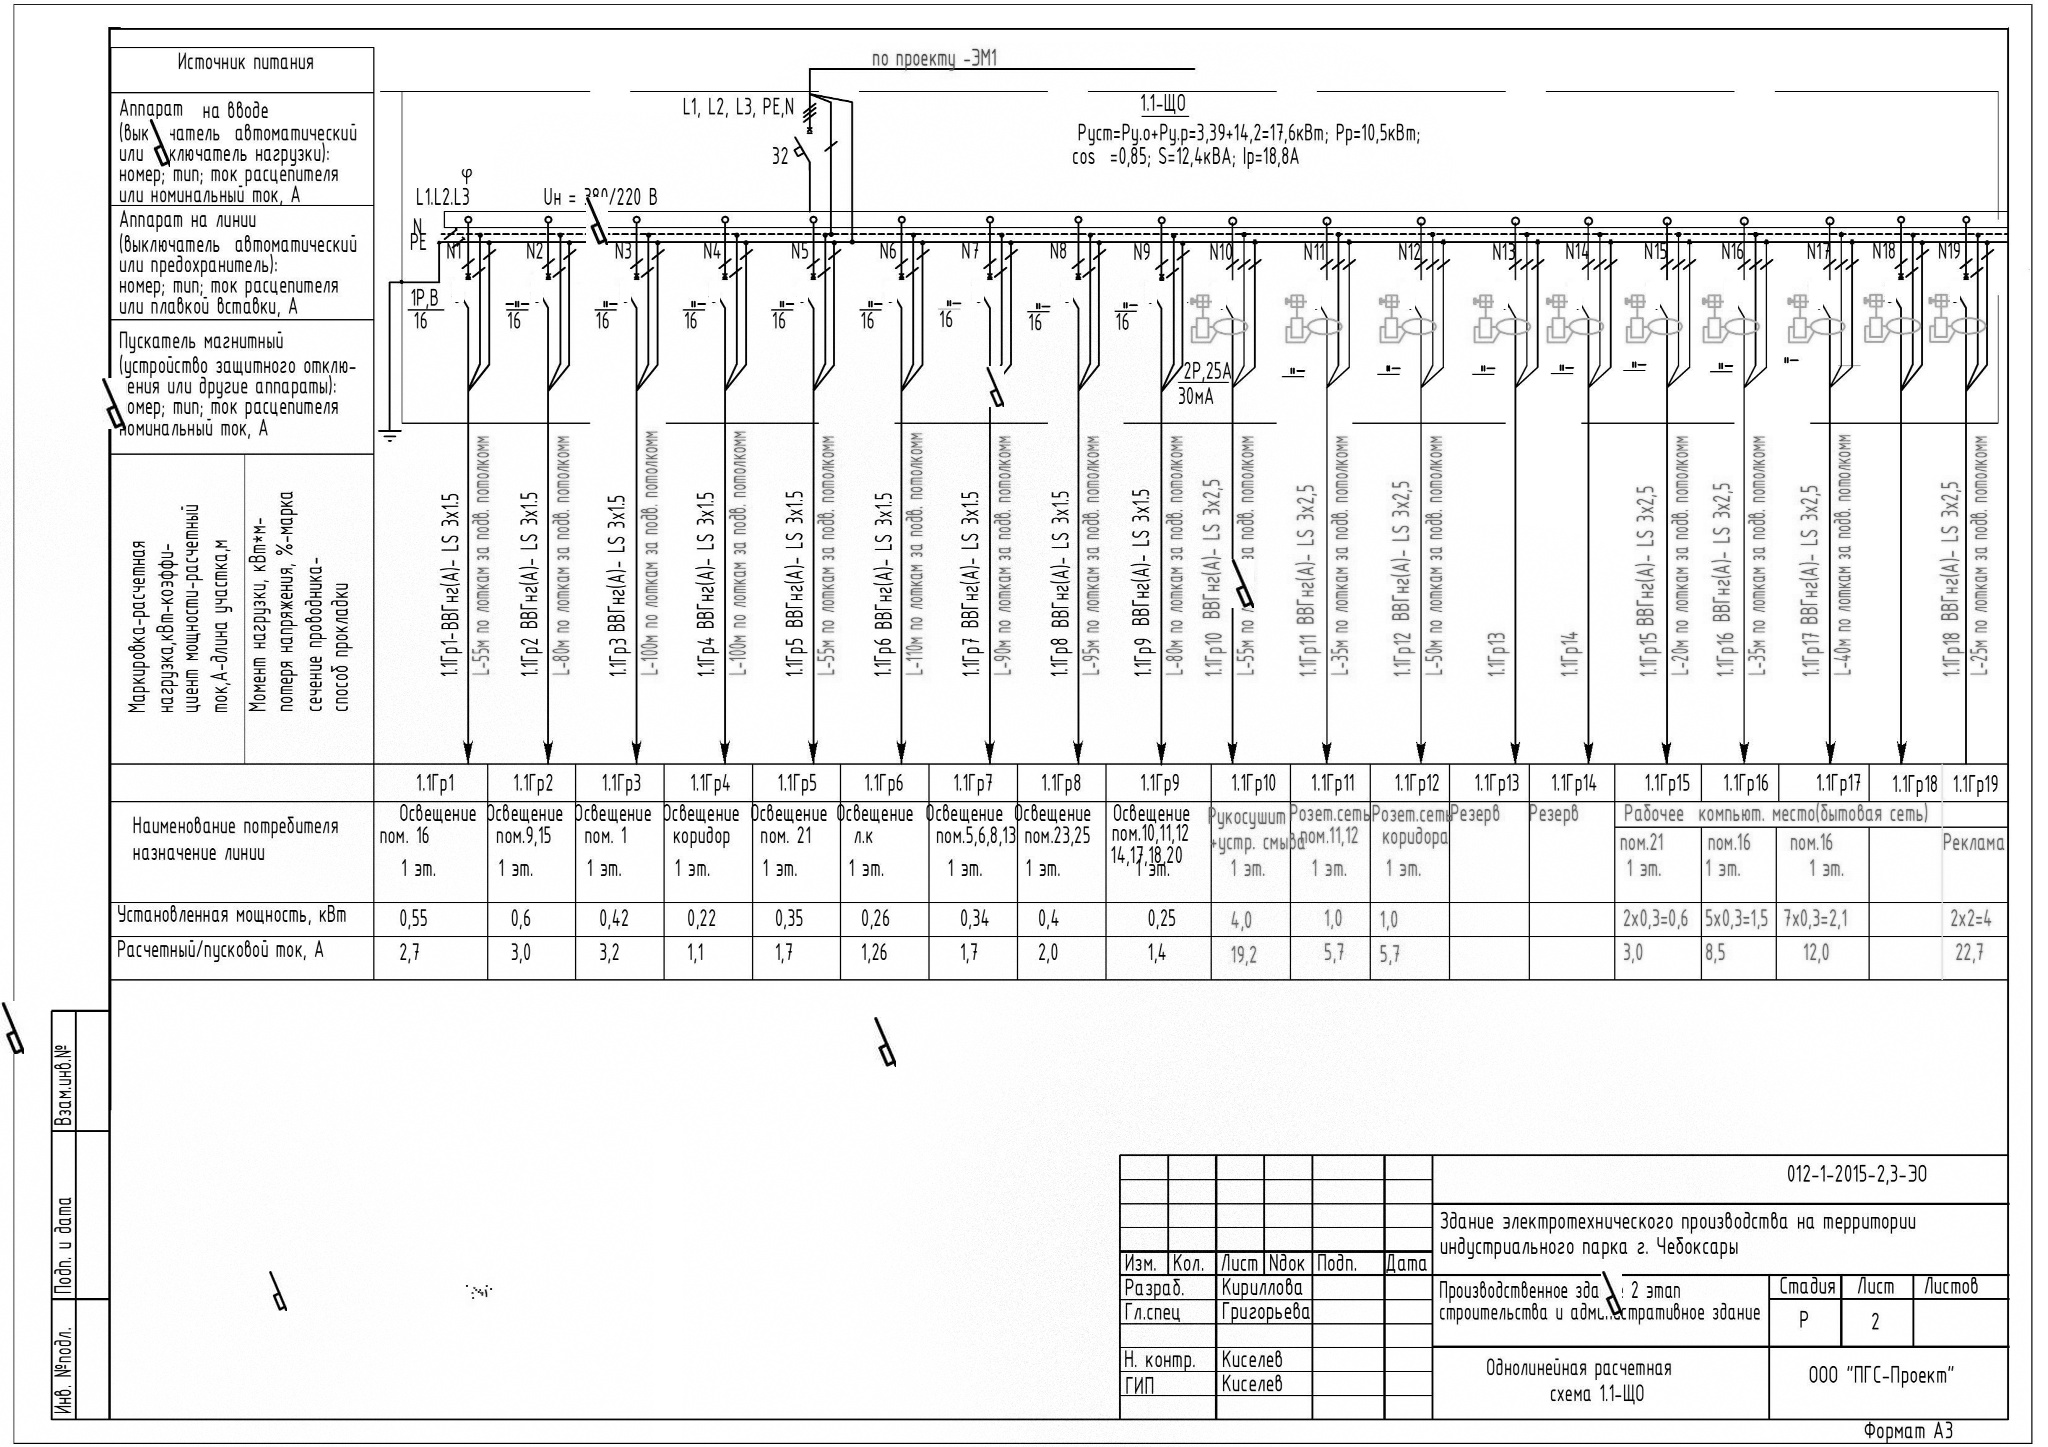 Источник питания
Аппарат на вводе
(вык чатель автоматический
или ключатель нагрузки):
номер; тип; ток расцепителя
или номинальный ток, А
Аппарат на линии
(выключатель автоматический
или предохранитель):
номер; тип; ток расцепителя
или плавкой вставки, А
Пускатель магнитный
(устройство защитного отклю-
ения или другие аппараты):
омер; тип; ток расцепителя
номинальный ток, А
Маркировка-расчетная
нагрузка,кВт-коэффи-
циент мощности-расчетный
ток,А-длина участка,м
Момент нагрузки, кВт*м-
потеря напряжения, %-марка
сечение проводника-
способ прокладки
по проекту -ЭМ1
L1, L2, L3, PE,N
32
1.1-ЩО
Руст=Ру.о+Ру.р=3,39+14,2=17,6кВт; Рр=10,5кВт;
cos =0,85; S=12,4кВА; Iр=18,8А
φ
L1.L2.L3
Uн = 380/220 В
N
PE
N1 N2 N3 N4 N5 N6 N7 N8 N9 N10 N11 N12 N13 N14 N15 N16 N17 N18 N19
1Р,В
16
-"-
16
-"-
16
-"-
16
-"-
16
-"-
16
-"-
16
-"-
16
-"-
16
2Р,25А
30мА
-"- -"- -"- -"- -"-
1.1Гр1-ВВГнг(А)- LS 3х1.5
L-55м по лоткам за подв. потолкомм
1.1Гр2 ВВГнг(А)- LS 3х1.5
L-80м по лоткам за подв. потолкомм
1.1Гр3 ВВГнг(А)- LS 3х1.5
L-100м по лоткам за подв. потолкомм
1.1Гр4 ВВГнг(А)- LS 3х1.5
L-100м по лоткам за подв. потолкомм
1.1Гр5 ВВГнг(А)- LS 3х1.5
L-55м по лоткам за подв. потолкомм
1.1Гр6 ВВГнг(А)- LS 3х1.5
L-110м по лоткам за подв. потолкомм
1.1Гр7 ВВГнг(А)- LS 3х1.5
L-90м по лоткам за подв. потолкомм
1.1Гр8 ВВГнг(А)- LS 3х1.5
L-95м по лоткам за подв. потолкомм
1.1Гр9 ВВГнг(А)- LS 3х1.5
L-80м по лоткам за подв. потолкомм
1.1Гр10 ВВГнг(А)- LS 3х2,5
L-55м по лоткам за подв. потолкомм
1.1Гр11 ВВГнг(А)- LS 3х2,5
L-35м по лоткам за подв. потолкомм
1.1Гр12 ВВГнг(А)- LS 3х2,5
L-50м по лоткам за подв. потолкомм
1.1Гр13
1.1Гр14
1.1Гр15 ВВГнг(А)- LS 3х2,5
L-20м по лоткам за подв. потолкомм
1.1Гр16 ВВГнг(А)- LS 3х2,5
L-35м по лоткам за подв. потолкомм
1.1Гр17 ВВГнг(А)- LS 3х2,5
L-40м по лоткам за подв. потолкомм
1.1Гр18 ВВГнг(А)- LS 3х2,5
L-25м по лоткам за подв. потолкомм
1.1Гр1 1.1Гр2 1.1Гр3 1.1Гр4 1.1Гр5 1.1Гр6 1.1Гр7 1.1Гр8 1.1Гр9 1.1Гр10 1.1Гр11 1.1Гр12 1.1Гр13 1.1Гр14 1.1Гр15 1.1Гр16 1.1Гр17 1.1Гр18 1.1Гр19
Наименование потребителя
назначение линии
Освещение
пом. 16
1 эт.
Освещение
пом.9,15
1 эт.
Освещение
пом. 1
1 эт.
Освещение
коридор
1 эт.
Освещение
пом. 21
1 эт.
Освещение
л.к
1 эт.
Освещение
пом.5,6,8,13
1 эт.
Освещение
пом.23,25
1 эт.
Освещение
пом.10,11,12
14,17,18,20
1 эт.
Рукосушит
+устр. смыва
1 эт.
Розет.сеть
пом.11,12
1 эт.
Розет.сеть
коридора
1 эт.
Резерв
Резерв
Рабочее компьют. место(бытовая сеть)
пом.21
1 эт.
пом.16
1 эт.
пом.16
1 эт.
Реклама
Установленная мощность, кВт 0,55 0,6 0,42 0,22 0,35 0,26 0,34 0,4 0,25 4,0 1,0 1,0 2х0,3=0,6 5х0,3=1,5 7х0,3=2,1 2х2=4
Расчетный/пусковой ток, А 2,7 3,0 3,2 1,1 1,7 1,26 1,7 2,0 1,4 19,2 5,7 5,7 3,0 8,5 12,0 22,7
Взам.инв.№
Подп. и дата
Инв. №подл.
012-1-2015-2,3-ЭО
Здание электротехнического производства на территории
индустриального парка г. Чебоксары
Изм. Кол. Лист Nдок Подп. Дата
Разраб. Кириллова
Гл.спец Григорьева
Н. контр. Киселев
ГИП Киселев
Производственное зда 2 этап
строительства и административное здание
Стадия Лист Листов
Р 2
Однолинейная расчетная
схема 1.1-ЩО
ООО "ПГС-Проект"
Формат А3